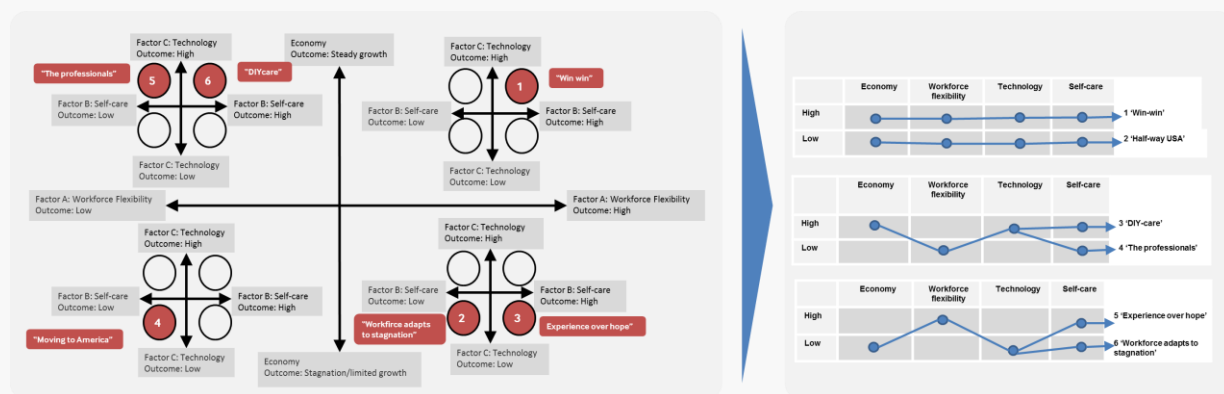 Factor C: Technology
Outcome: High
"The professionals"
5
6
"DIYcare"
Factor B: Self-care
Outcome: Low
Factor B: Self-care
Outcome: High
Factor C: Technology
Outcome: Low
Economy
Outcome: Steady growth
Factor C: Technology
Outcome: High
1
"Win win"
Factor B: Self-care
Outcome: Low
Factor B: Self-care
Outcome: High
Factor C: Technology
Outcome: Low
Factor A: Workforce Flexibility
Outcome: Low
Factor A: Workforce Flexibility
Outcome: High
Factor C: Technology
Outcome: High
Factor B: Self-care
Outcome: Low
Factor B: Self-care
Outcome: High
4
"Moving to America"
Factor C: Technology
Outcome: Low
Factor C: Technology
Outcome: High
Factor B: Self-care
Outcome: Low
Factor B: Self-care
Outcome: High
"Workfirce adapts
to stagnation"
2
3
Experience over hope"
Factor C: Technology
Outcome: Low
Economy
Outcome: Stagnation/limited growth
Economy
Workforce
flexibility
Technology
Self-care
High
1 ‘Win-win’
Low
2 ‘Half-way USA’
Economy
Workforce
flexibility
Technology
Self-care
High
3 ‘DIY-care’
Low
4 ‘The professionals’
Economy
Workforce
flexibility
Technology
Self-care
High
5 ‘Experience over hope’
Low
6 ‘Workforce adapts to
stagnation’